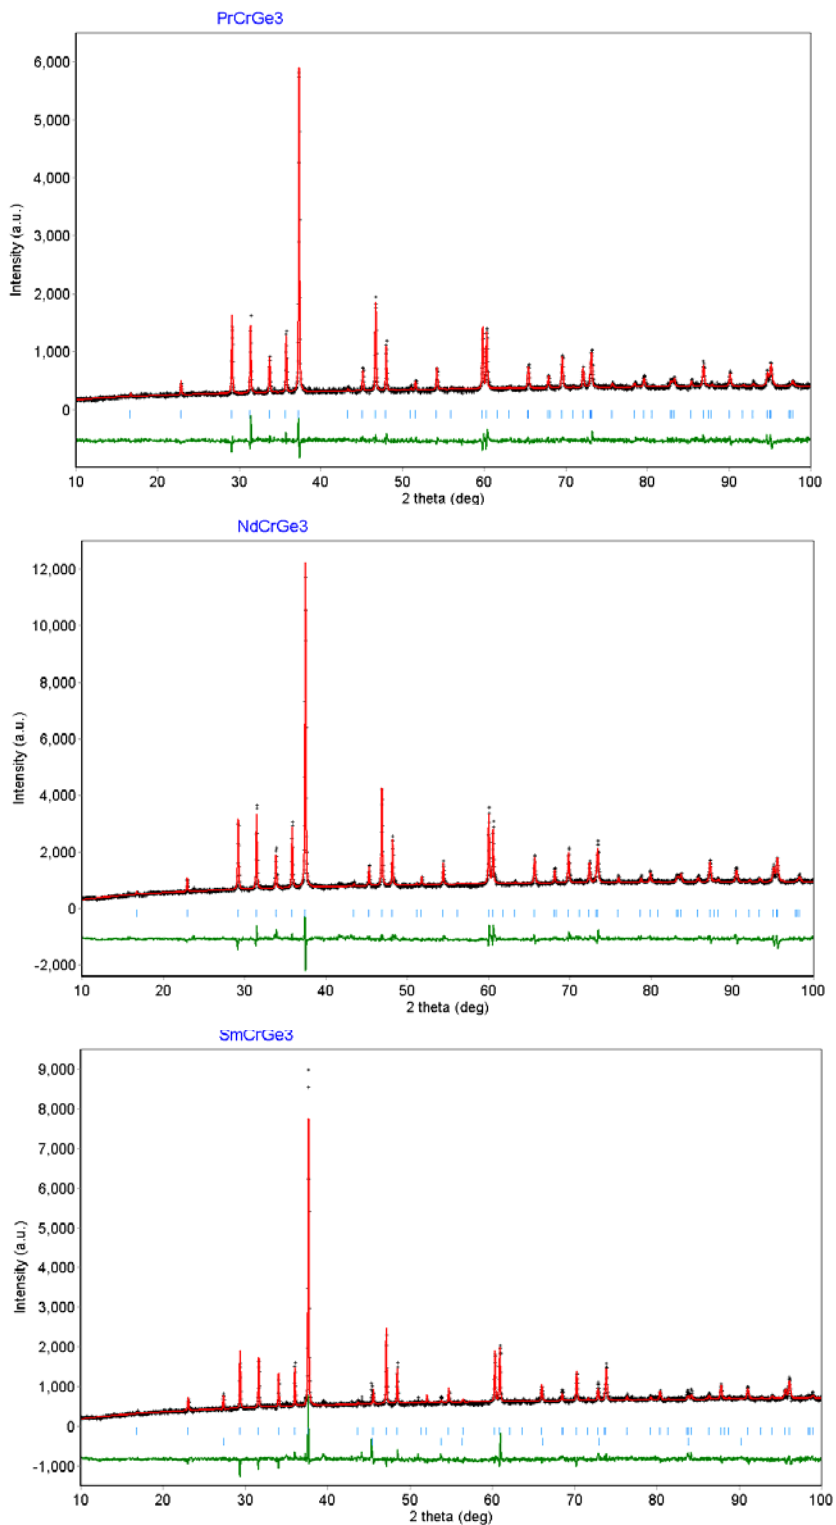 PrCrGe3
6,000
5,000
4,000
3,000
2,000
1,000
0
Intensity (a.u.)
10 20 30 40 50 60 70 80 90 100
2 theta (deg)
NdCrGe3
12,000
10,000
8,000
6,000
4,000
2,000
0
-2,000
Intensity (a.u.)
10 20 30 40 50 60 70 80 90 100
2 theta (deg)
SmCrGe3
9,000
8,000
7,000
6,000
5,000
4,000
3,000
2,000
1,000
0
-1,000
Intensity (a.u.)
10 20 30 40 50 60 70 80 90 100
2 theta (deg)